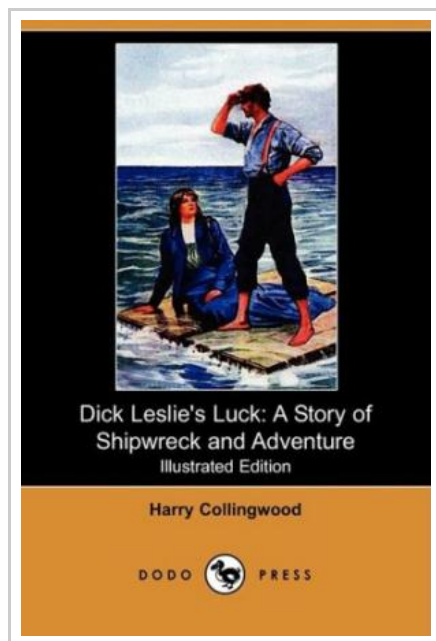 Dick Leslie's Luck: A Story of
Shipwreck and Adventure
Illustrated Edition
Harry Collingwood
DODO PRESS